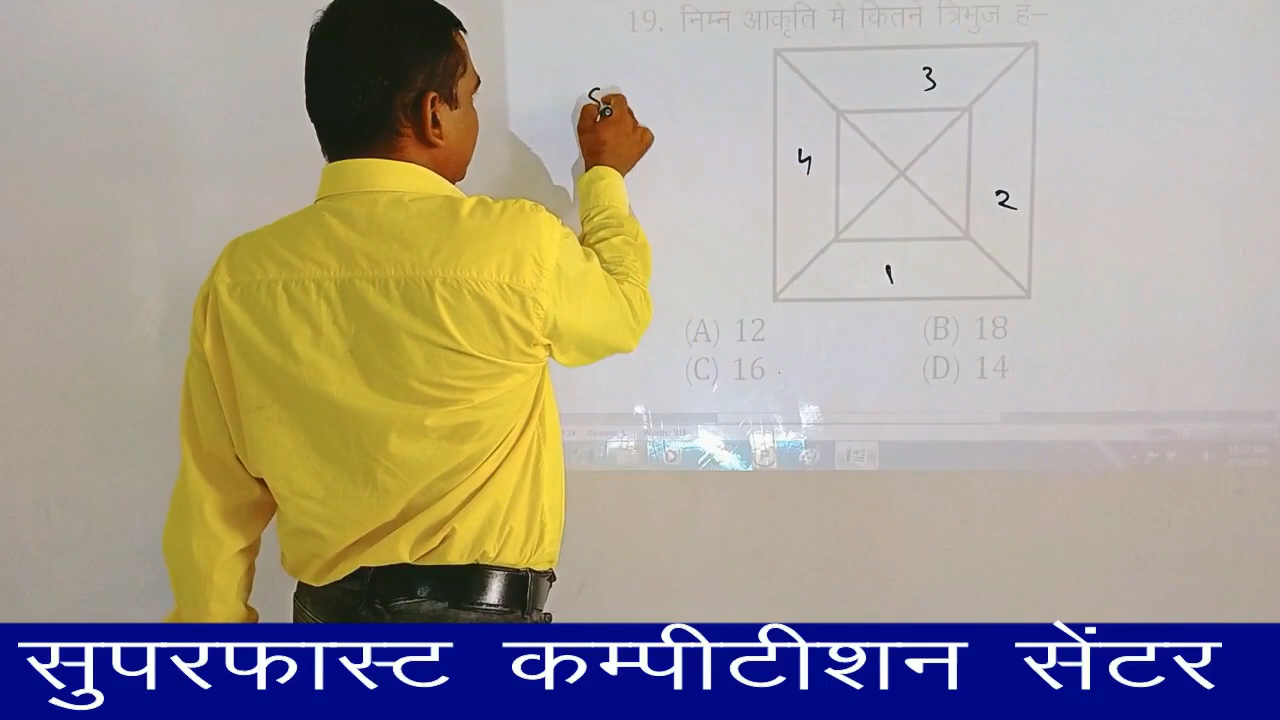 19. निम्न आकृति मे कितने त्रिभुज है–
3
4
2
1
(A) 12 (B) 18
(C) 16 (D) 14
सुपरफास्ट कम्पीटीशन सेंटर